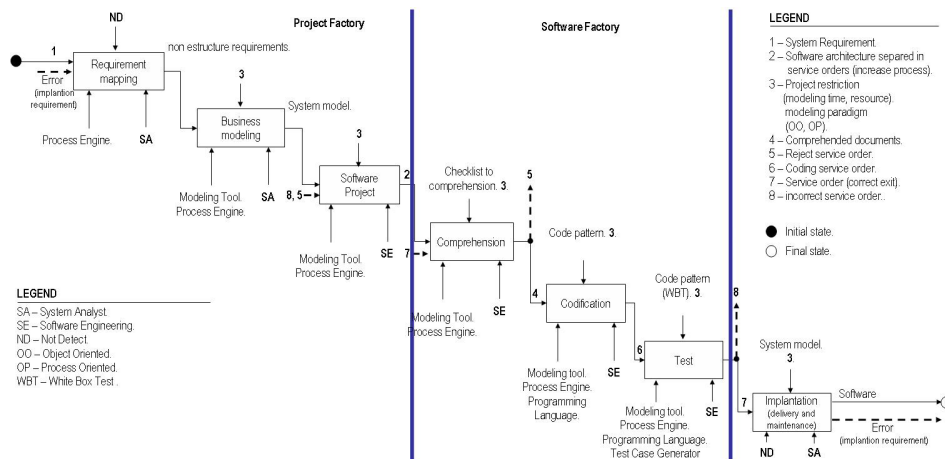 Project Factory
Software Factory
LEGEND
1 – System Requirement.
2 – Software architecture separed in
service orders (increase process).
3 – Project restriction
(modeling time, resource).
modeling paradigm
(OO, OP).
4 – Comprehended documents.
5 – Reject service order.
6 – Coding service order.
7 – Service order (correct exit).
8 – incorrect service order..
Initial state.
Final state.
ND
non estructure requirements.
1
Requirement
mapping
Error
(implantion
requirement)
Process Engine.
SA
3
System model.
Business
modeling
Modeling Tool.
Process Engine.
SA
3
Software
Project
8, 5
2
Modeling Tool.
Process Engine.
SE
Checklist to
comprehension. 3.
5
Comprehension
7
Modeling Tool.
Process Engine.
SE
Code pattern. 3.
4
Codification
Modeling tool.
Process Engine.
Programming
Language.
SE
Code pattern
(WBT). 3.
6
Test
8
Modeling tool.
Process Engine.
Programming Language.
Test Case Generator
SE
System model.
3.
7
Implantation
(delivery and
maintenance)
Software
Error
(implantion requirement)
ND
SA
LEGEND
SA – System Analyst.
SE – Software Engineering.
ND – Not Detect.
OO – Object Oriented.
OP – Process Oriented.
WBT – White Box Test .